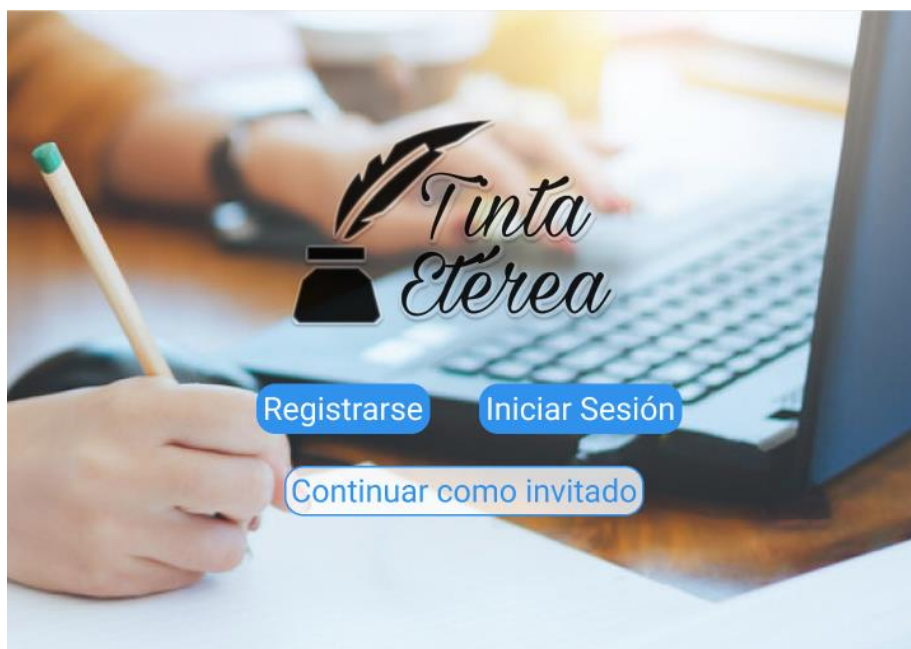 Tinta
Etérea
Registrarse Iniciar Sesión
Continuar como invitado